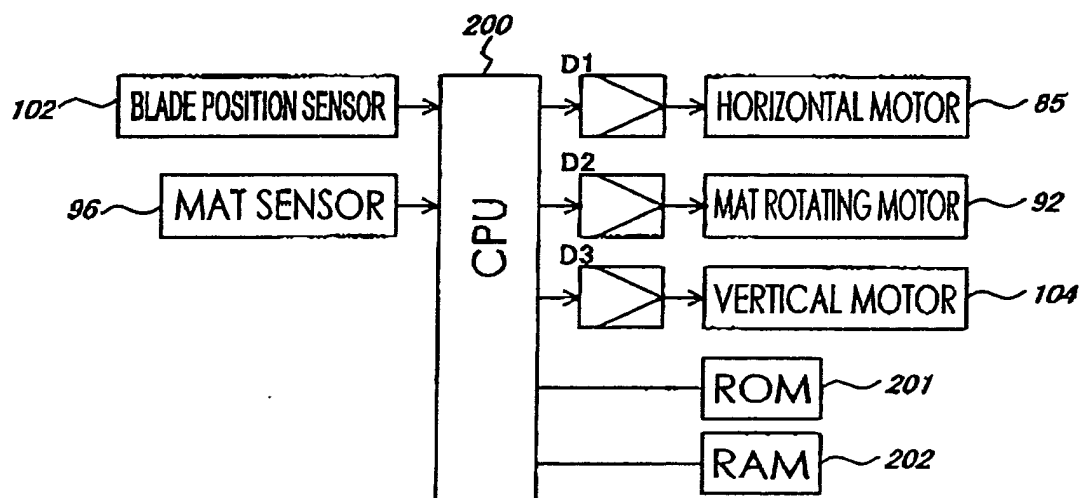 200
102 BLADE POSITION SENSOR
96 MAT SENSOR
CPU
D1
HORIZONTAL MOTOR 85
D2
MAT ROTATING MOTOR 92
D3
VERTICAL MOTOR 104
ROM 201
RAM 202